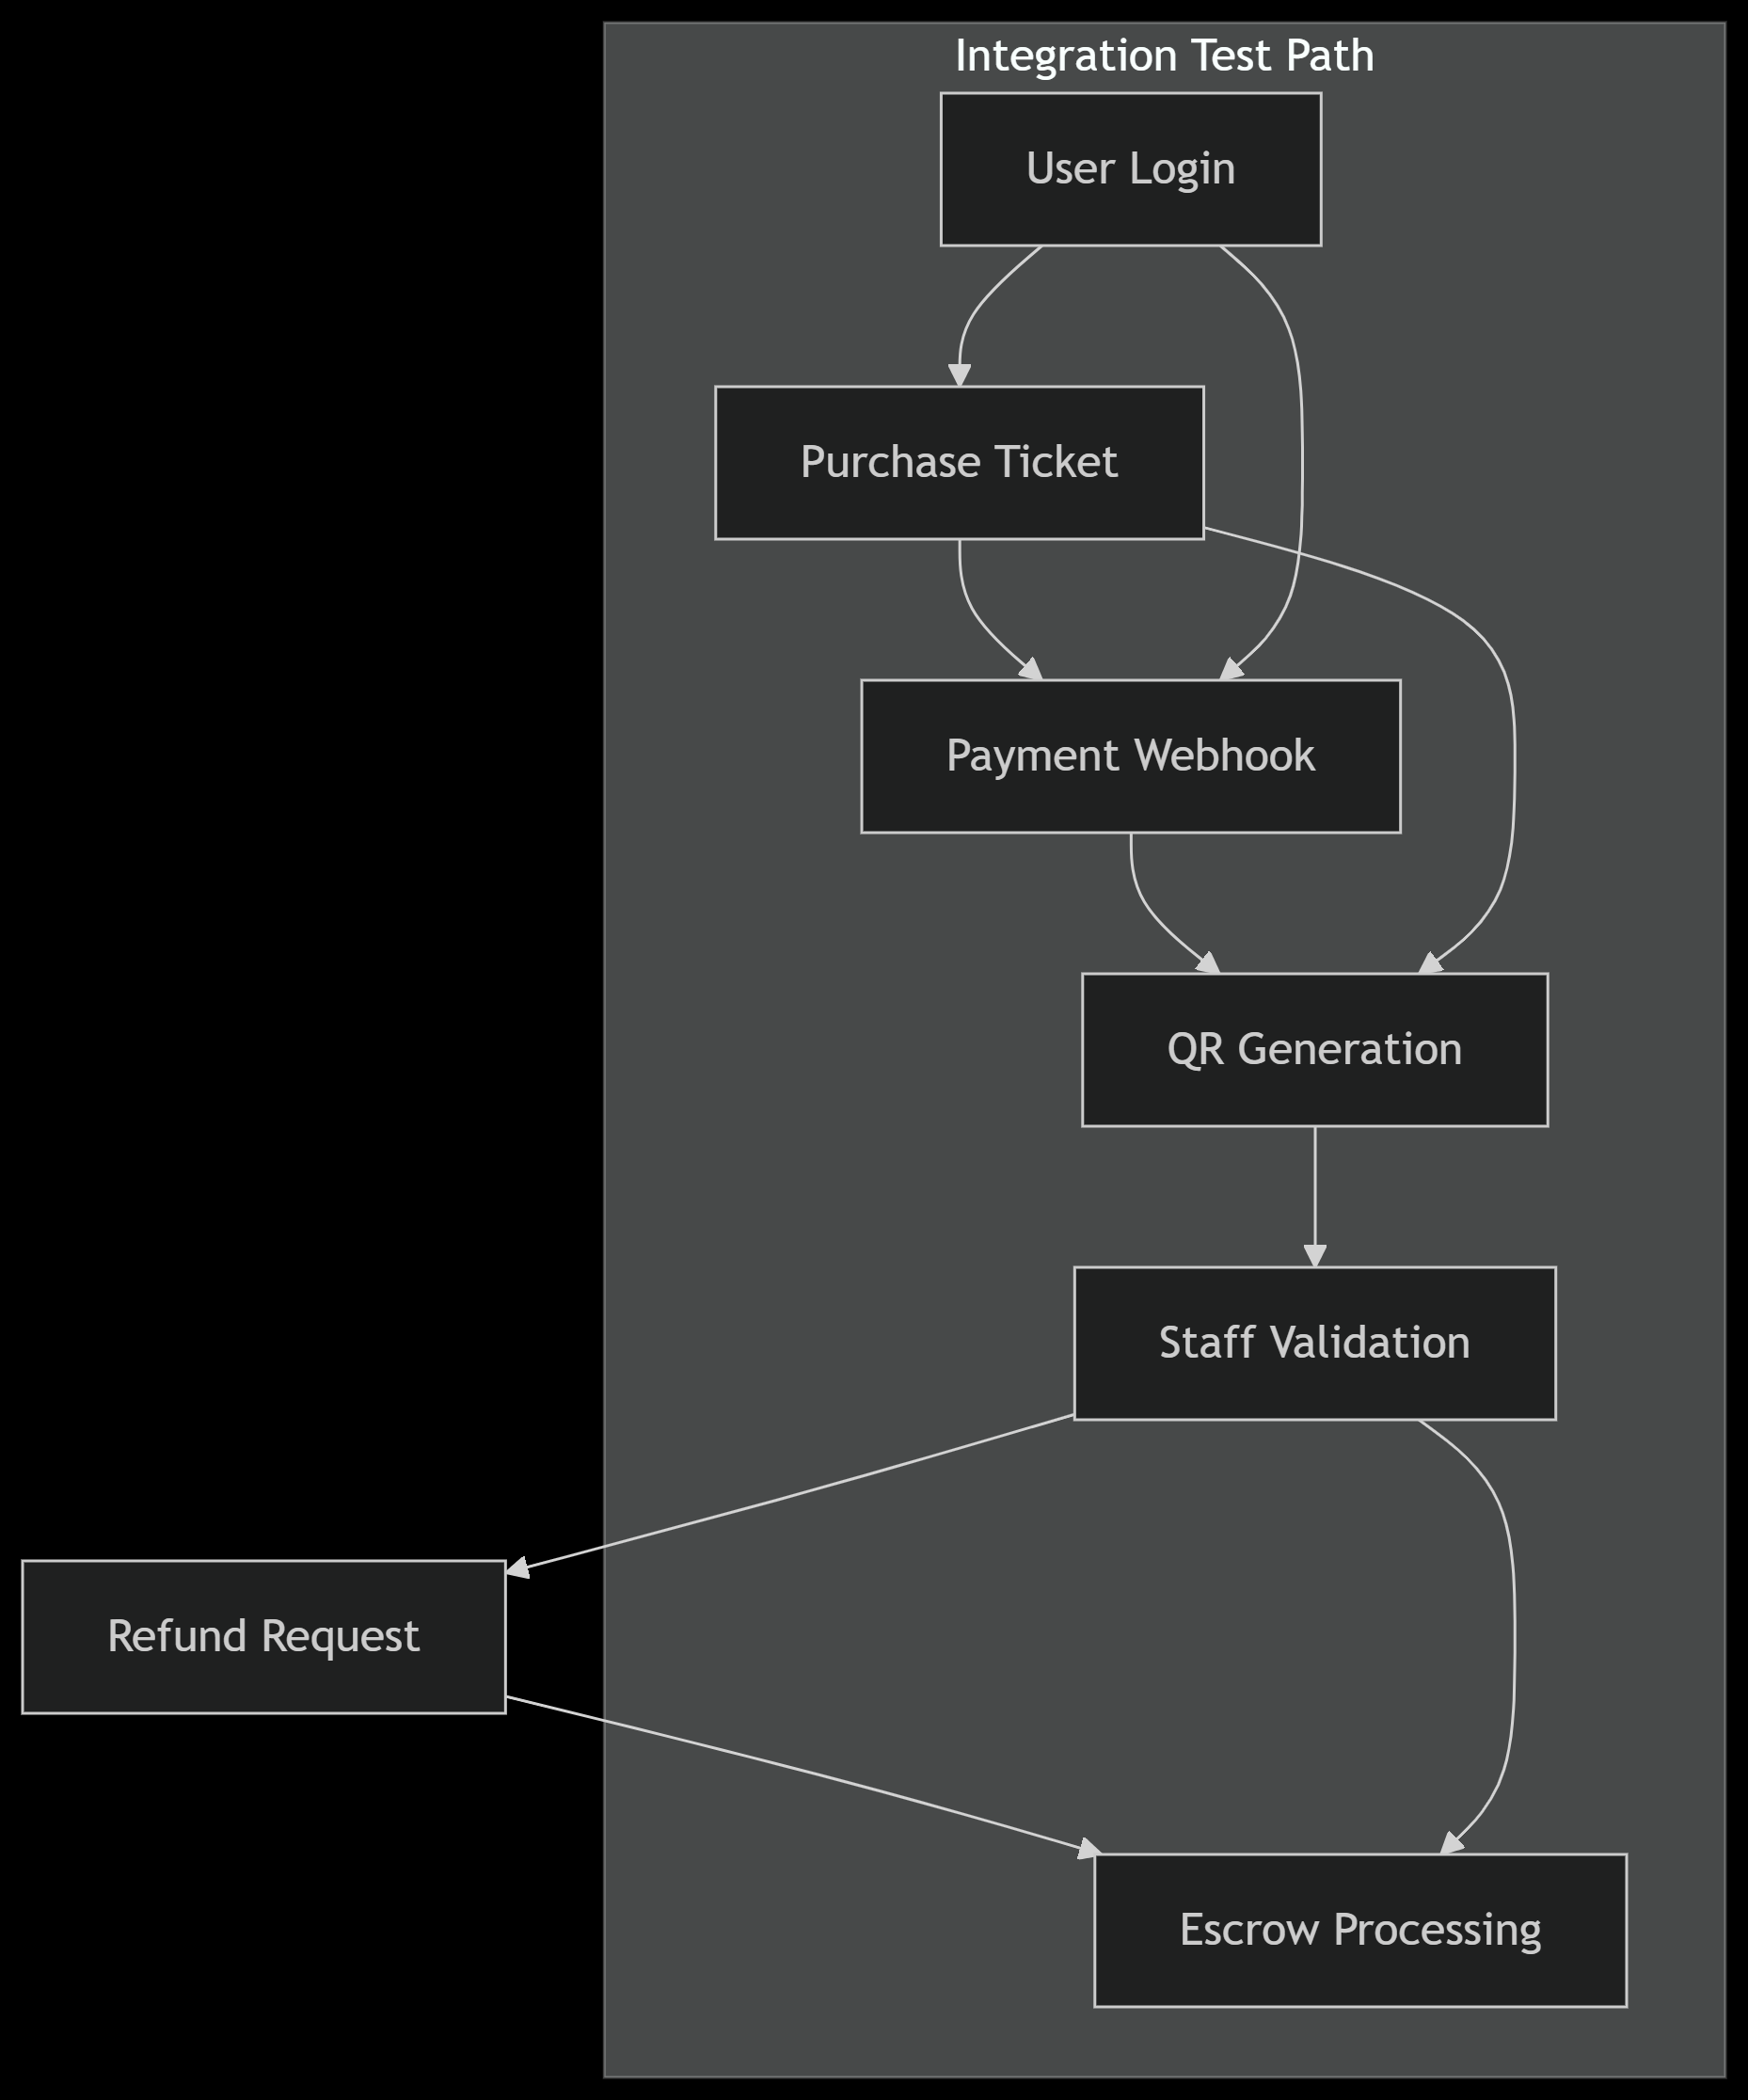 Integration Test Path
User Login
Purchase Ticket
Payment Webhook
QR Generation
Staff Validation
Refund Request
Escrow Processing